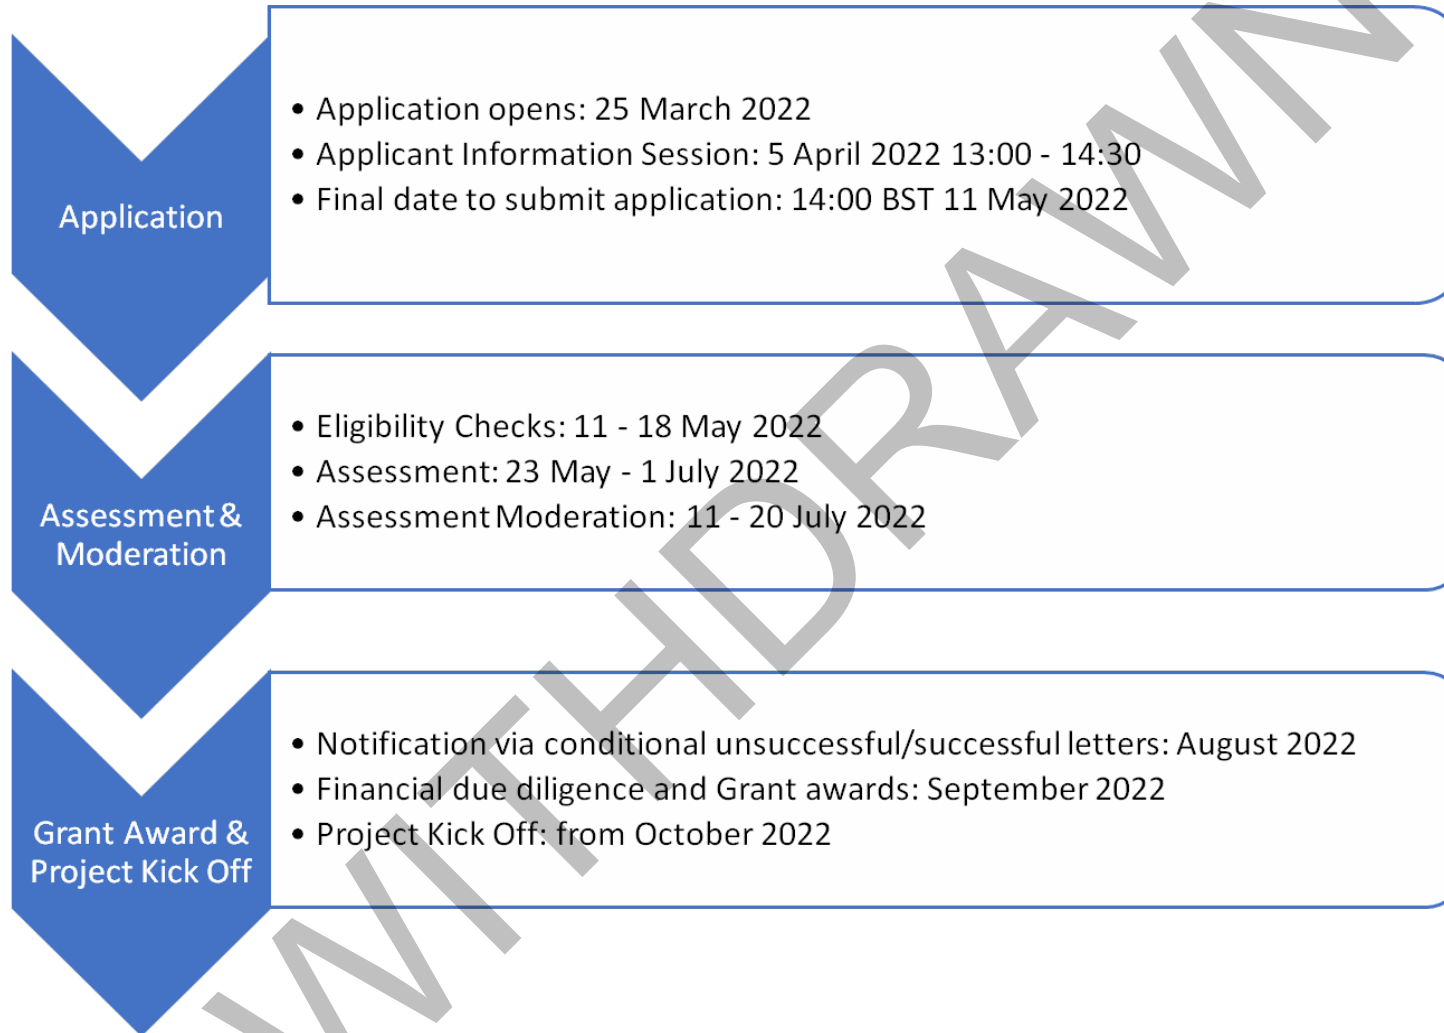 Application
• Application opens: 25 March 2022
• Applicant Information Session: 5 April 2022 13:00 - 14:30
• Final date to submit application: 14:00 BST 11 May 2022
Assessment &
Moderation
• Eligibility Checks: 11 - 18 May 2022
• Assessment: 23 May - 1 July 2022
• Assessment Moderation: 11 - 20 July 2022
Grant Award &
Project Kick Off
• Notification via conditional unsuccessful/successful letters: August 2022
• Financial due diligence and Grant awards: September 2022
• Project Kick Off: from October 2022
WITHDRAWN